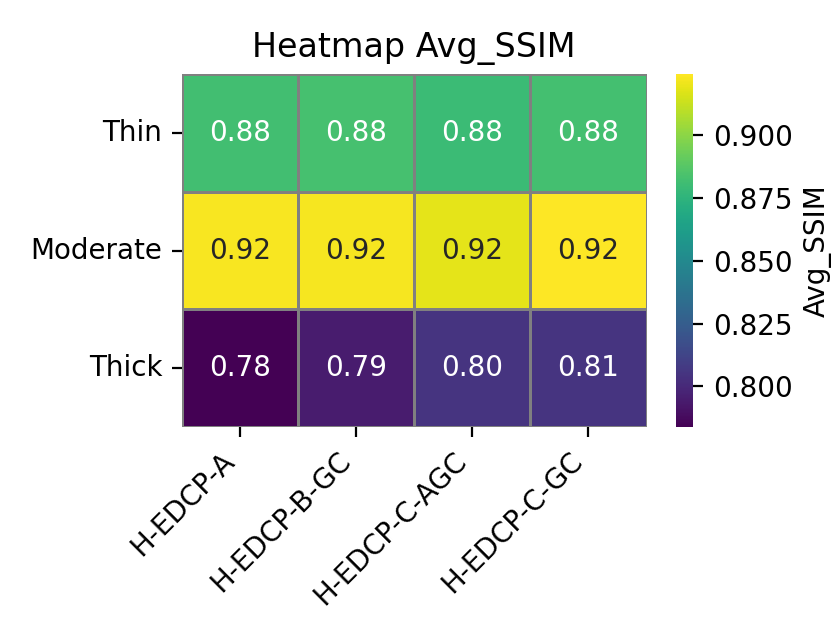 Heatmap Avg_SSIM
Thin 0.88 0.88 0.88 0.88
Moderate 0.92 0.92 0.92 0.92
Thick 0.78 0.79 0.80 0.81
H-EDCP-A
H-EDCP-B-GC
H-EDCP-C-AGC
H-EDCP-C-GC
0.900
0.875
0.850
0.825
0.800
Avg_SSIM